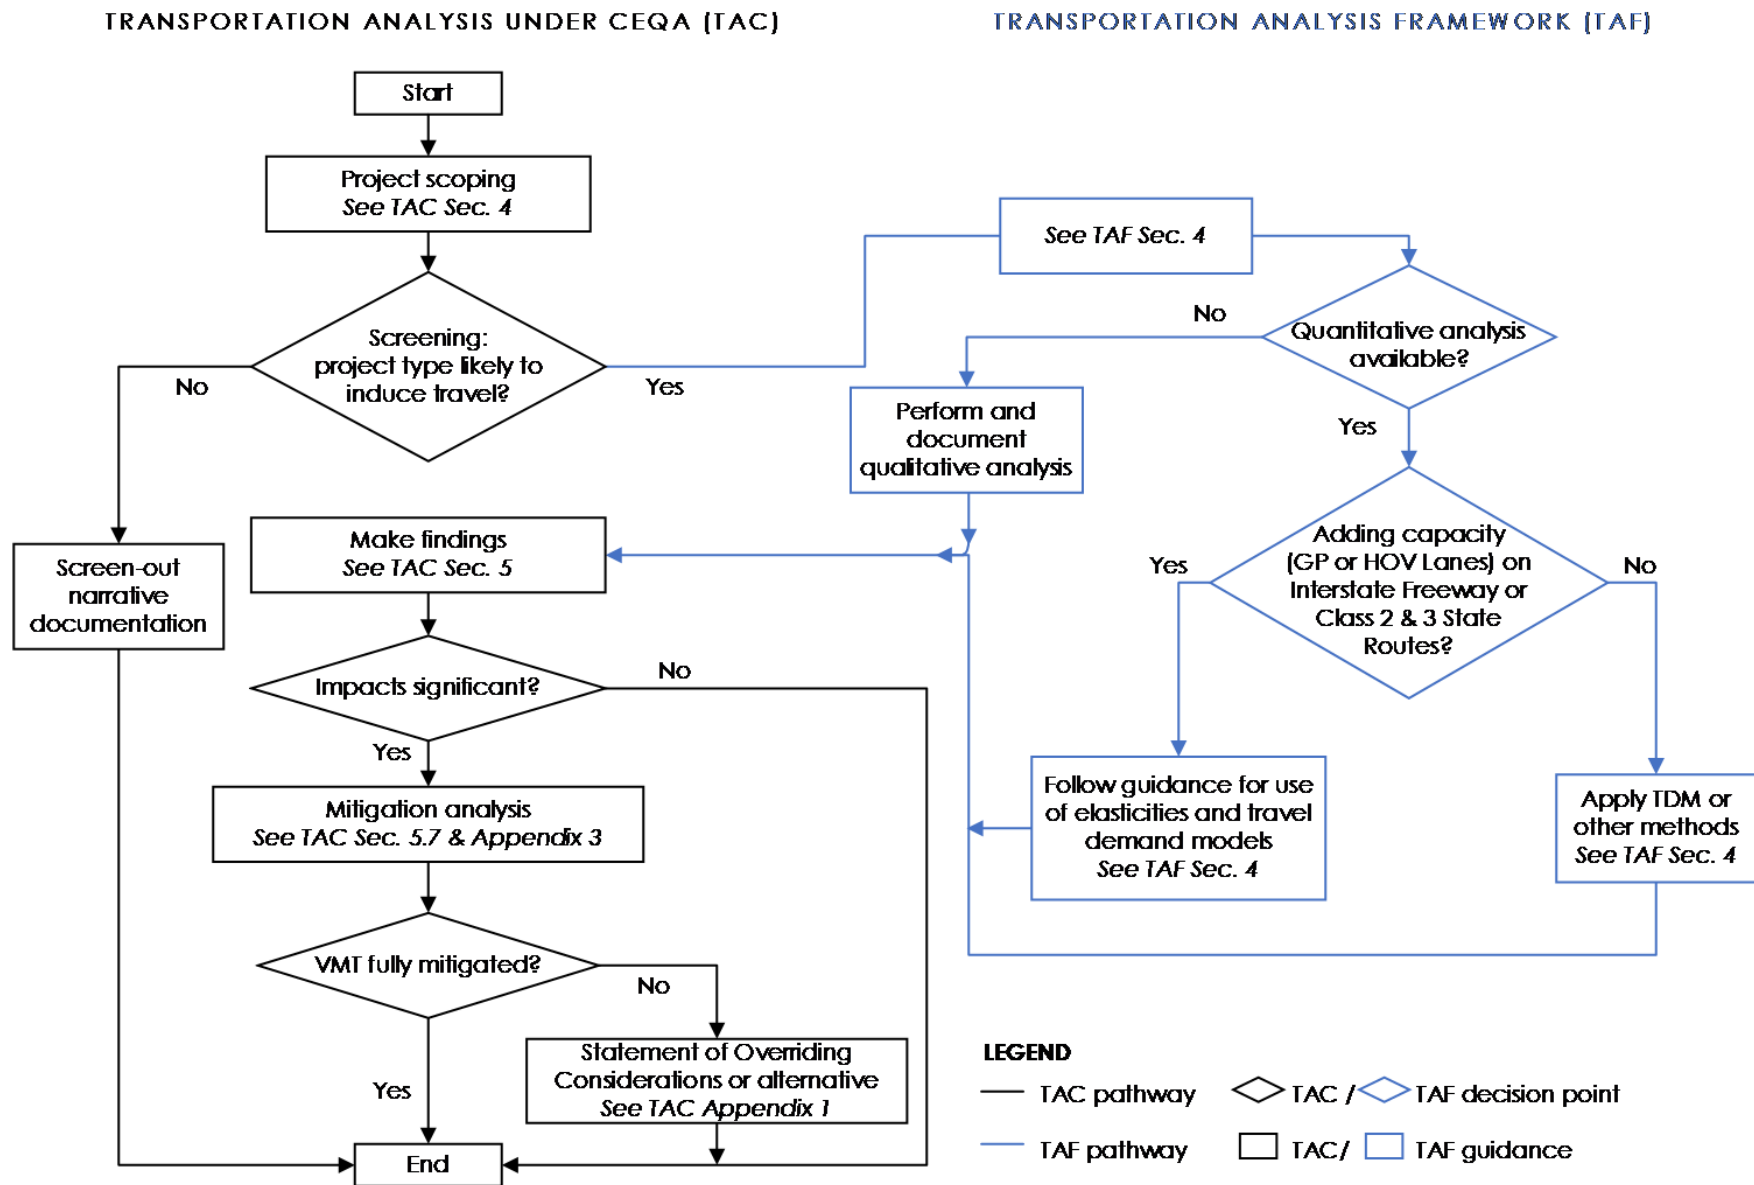 TRANSPORTATION ANALYSIS UNDER CEQA (TAC)
TRANSPORTATION ANALYSIS FRAMEWORK (TAF)
Start
Project scoping
See TAC Sec. 4
Screening:
project type likely to
induce travel?
No
Yes
Screen-out
narrative
documentation
See TAF Sec. 4
Quantitative analysis
available?
No
Yes
Perform and
document
qualitative analysis
Adding capacity
(GP or HOV Lanes) on
Interstate Freeway or
Class 2 & 3 State
Routes?
Yes
No
Follow guidance for use
of elasticities and travel
demand models
See TAF Sec. 4
Apply TDM or
other methods
See TAF Sec. 4
Make findings
See TAC Sec. 5
Impacts significant?
No
Yes
Mitigation analysis
See TAC Sec. 5.7 & Appendix 3
VMT fully mitigated?
No
Yes
Statement of Overriding
Considerations or alternative
See TAC Appendix 1
End
LEGEND
TAC pathway
TAC /
TAF decision point
TAF pathway
TAC/
TAF guidance